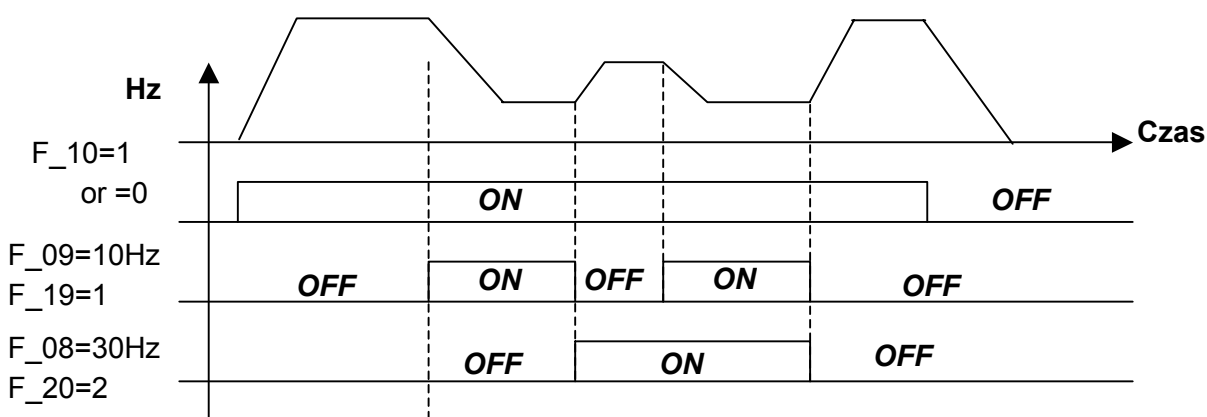 Hz
Czas
F_10=1
or =0
ON OFF
F_09=10Hz
F_19=1
OFF ON OFF ON OFF
F_08=30Hz
F_20=2
OFF ON OFF